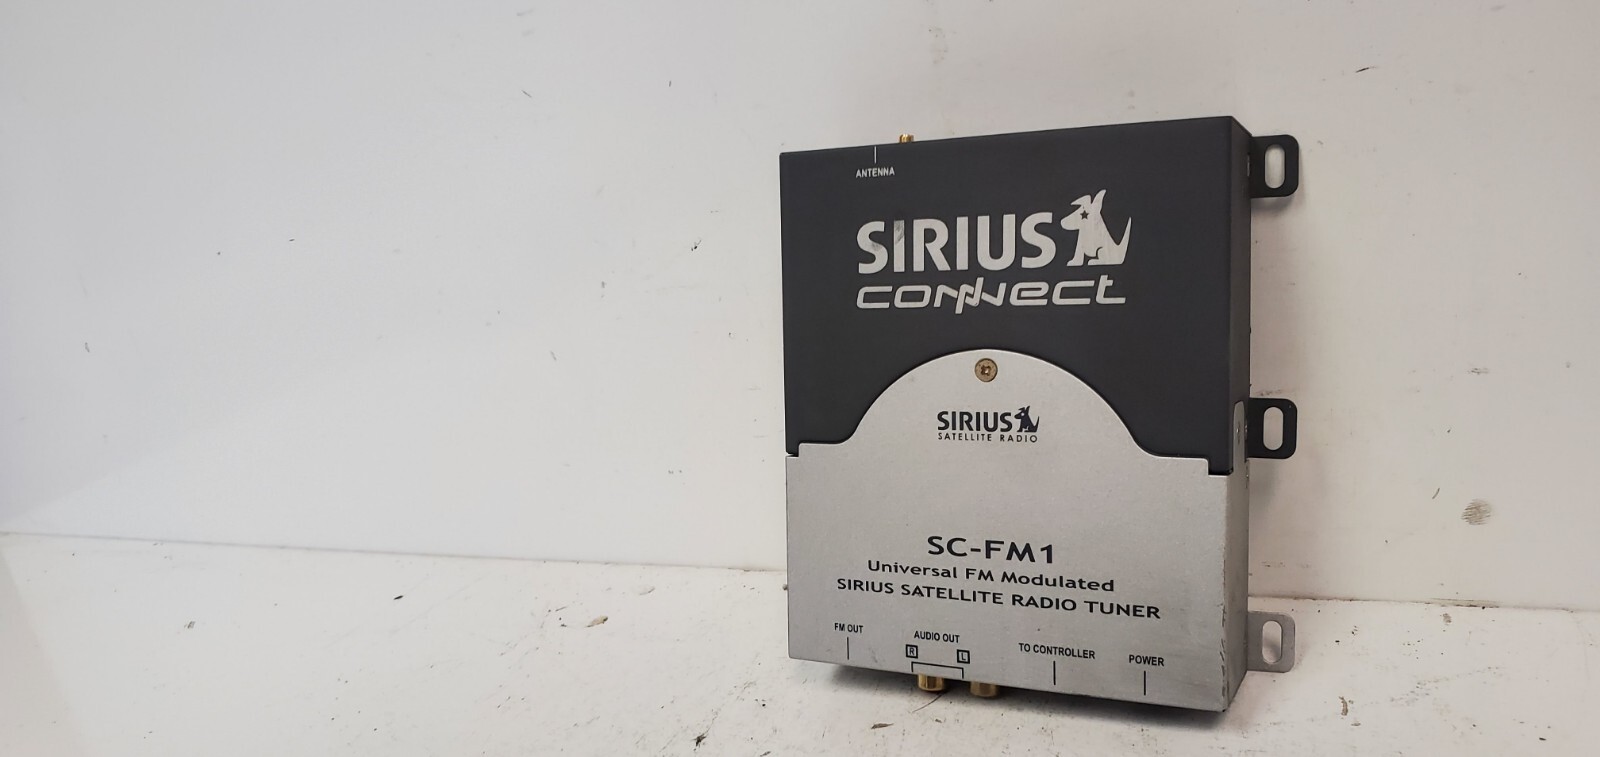 ANTENNA
SIRIUS
connect
SIRIUS
SATELLITE RADIO
SC-FM1
Universal FM Modulated
SIRIUS SATELLITE RADIO TUNER
FM OUT
AUDIO OUT
R L
TO CONTROLLER
POWER